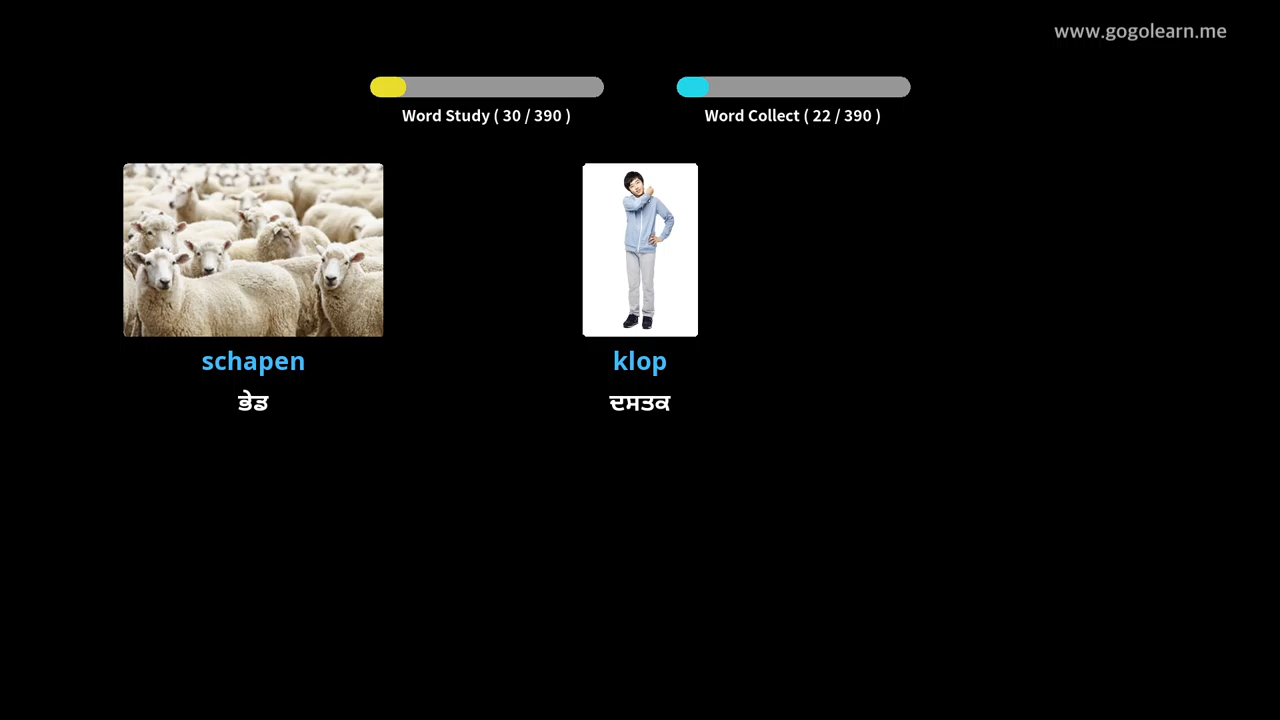 www.gogolearn.me
Word Study ( 30 / 390 )
Word Collect ( 22 / 390 )
schapen
klop
ਭੇਡ
ਦਸਤਕ